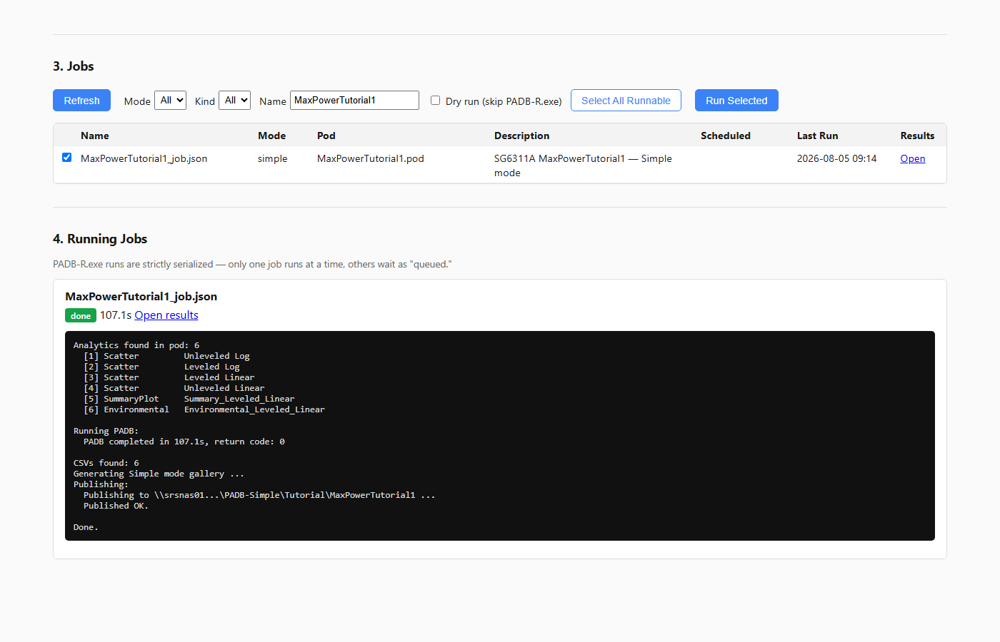 3. Jobs
Refresh Mode All Kind All Name MaxPowerTutorial1 Dry run (skip PADB-R.exe) Select All Runnable Run Selected
Name Mode Pod Description Scheduled Last Run Results
MaxPowerTutorial1_job.json simple MaxPowerTutorial1.pod SG6311A MaxPowerTutorial1 — Simple 2026-08-05 09:14 Open
mode
4. Running Jobs
PADB-R.exe runs are strictly serialized — only one job runs at a time, others wait as "queued."
MaxPowerTutorial1_job.json
done 107.1s Open results
Analytics found in pod: 6
[1] Scatter Unleveled Log
[2] Scatter Leveled Log
[3] Scatter Leveled Linear
[4] Scatter Unleveled Linear
[5] SummaryPlot Summary_Leveled_Linear
[6] Environmental Environmental_Leveled_Linear
Running PADB:
PADB completed in 107.1s, return code: 0
CSVs found: 6
Generating Simple mode gallery ...
Publishing:
Publishing to \\srsnas01...\PADB-Simple\Tutorial\MaxPowerTutorial1 ...
Published OK.
Done.